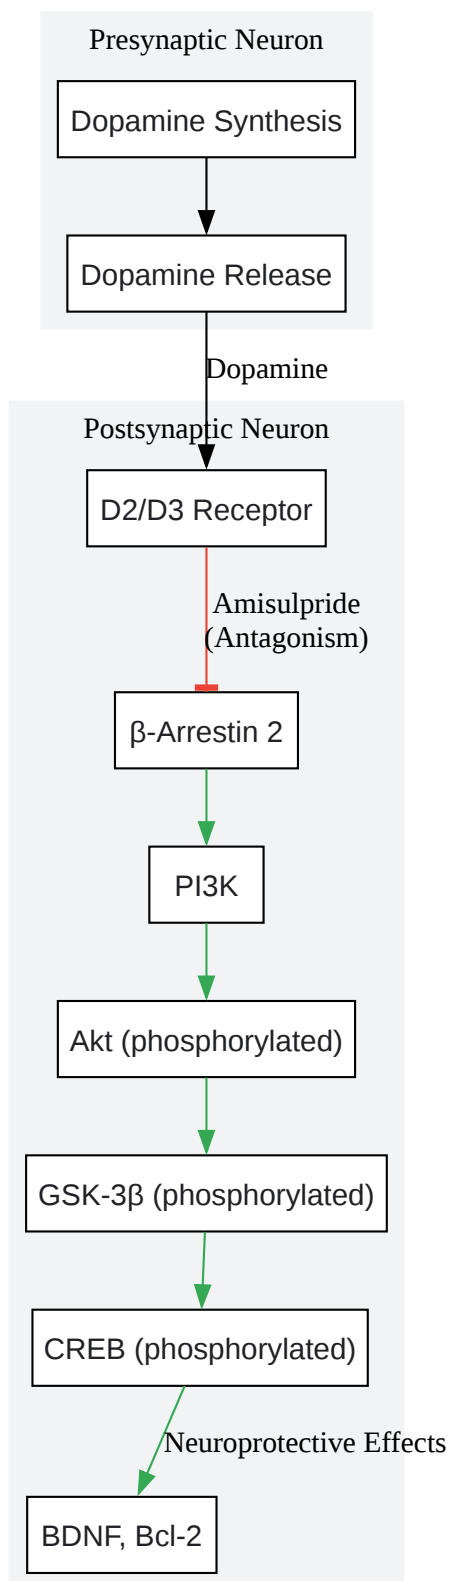 Presynaptic Neuron
Dopamine Synthesis
Dopamine Release
Dopamine
Postsynaptic Neuron
D2/D3 Receptor
Amisulpride
(Antagonism)
β-Arrestin 2
PI3K
Akt (phosphorylated)
GSK-3β (phosphorylated)
CREB (phosphorylated)
Neuroprotective Effects
BDNF, Bcl-2